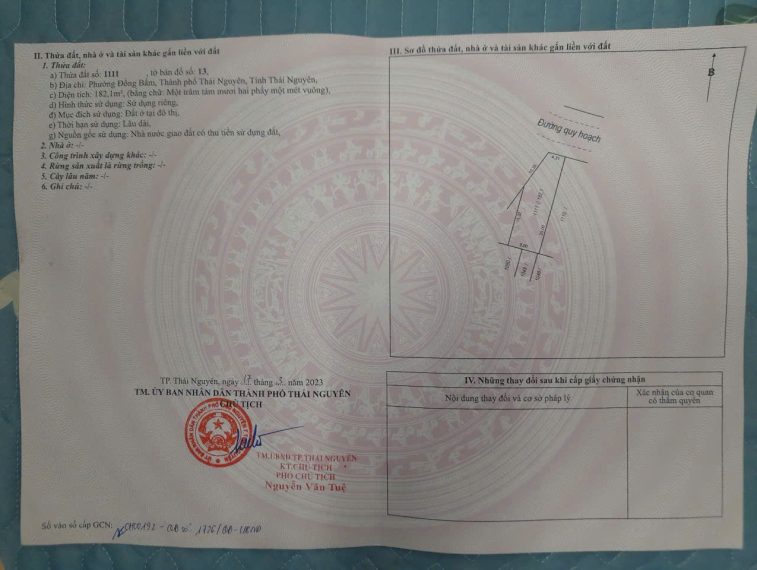 II. Thửa đất, nhà ở và tài sản khác gắn liền với đất
1. Thửa đất:
a) Thửa đất số: 1111 , tờ bản đồ số: 13,
b) Địa chỉ: Phường Đồng Bẩm, Thành phố Thái Nguyên, Tỉnh Thái Nguyên,
c) Diện tích: 182,1m², (bằng chữ: Một trăm tám mươi hai phẩy một mét vuông),
d) Hình thức sử dụng: Sử dụng riêng,
đ) Mục đích sử dụng: Đất ở tại đô thị,
e) Thời hạn sử dụng: Lâu dài,
g) Nguồn gốc sử dụng: Nhà nước giao đất có thu tiền sử dụng đất,
2. Nhà ở: -/-
3. Công trình xây dựng khác: -/-
4. Rừng sản xuất là rừng trồng: -/-
5. Cây lâu năm: -/-
6. Ghi chú: -/-
TP. Thái Nguyên, ngày 17 tháng 3 năm 2023
TM. ỦY BAN NHÂN DÂN THÀNH PHỐ THÁI NGUYÊN
CHỦ TỊCH
TM.UBND TP.THÁI NGUYÊN
KT.CHỦ TỊCH
PHÓ CHỦ TỊCH
Nguyễn Văn Tuệ
Số vào sổ cấp GCN:
III. Sơ đồ thửa đất, nhà ở và tài sản khác gắn liền với đất
B
Đường quy hoạch
4.31
5.00
IV. Những thay đổi sau khi cấp giấy chứng nhận
Nội dung thay đổi và cơ sở pháp lý
Xác nhận của cơ quan
có thẩm quyền